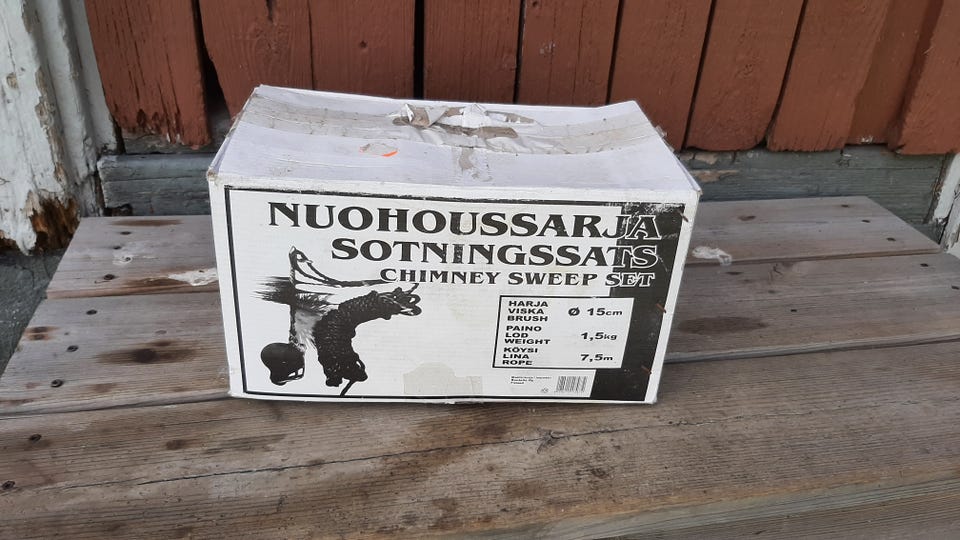 NUOHOUSSARJA
SOTNINGSSATS
CHIMNEY SWEEP SET
HARJA
VISKA
BRUSH
Ø 15cm
PAINO
LOD
WEIGHT
1,5kg
KÖYSI
LINA
ROPE
7,5m